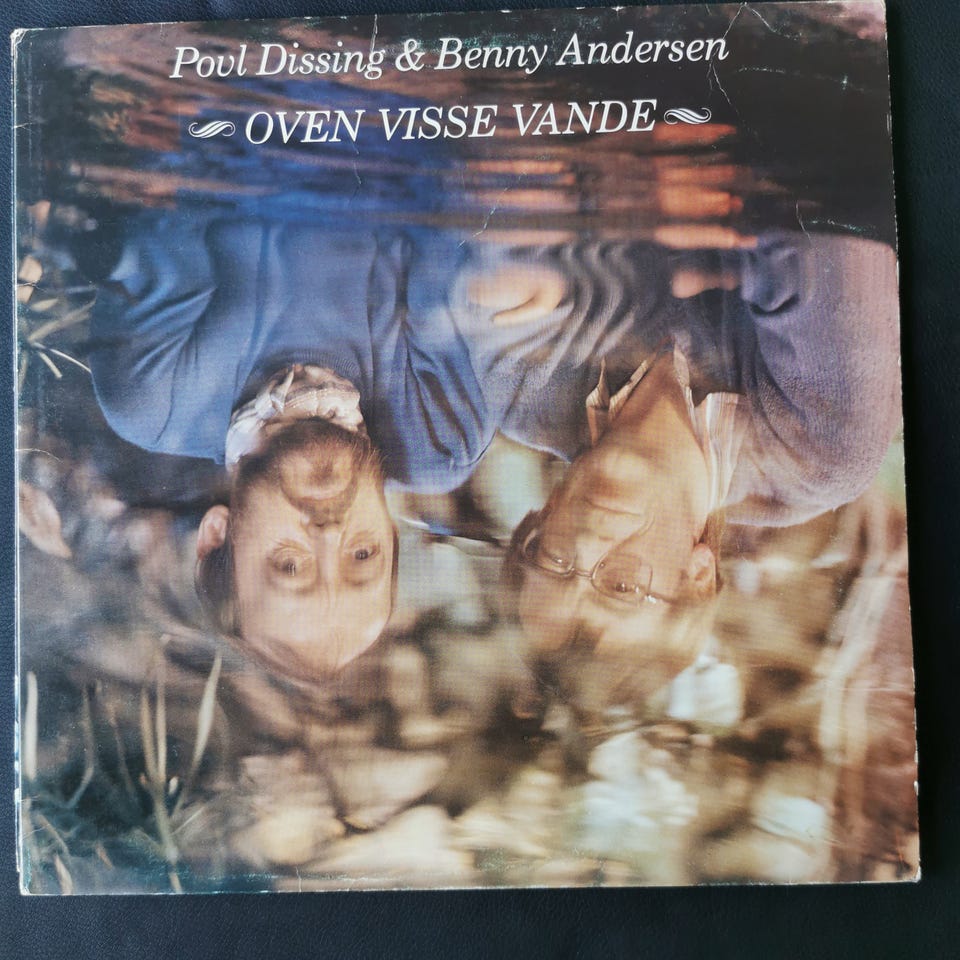 Povl Dissing & Benny Andersen
OVEN VISSE VANDE